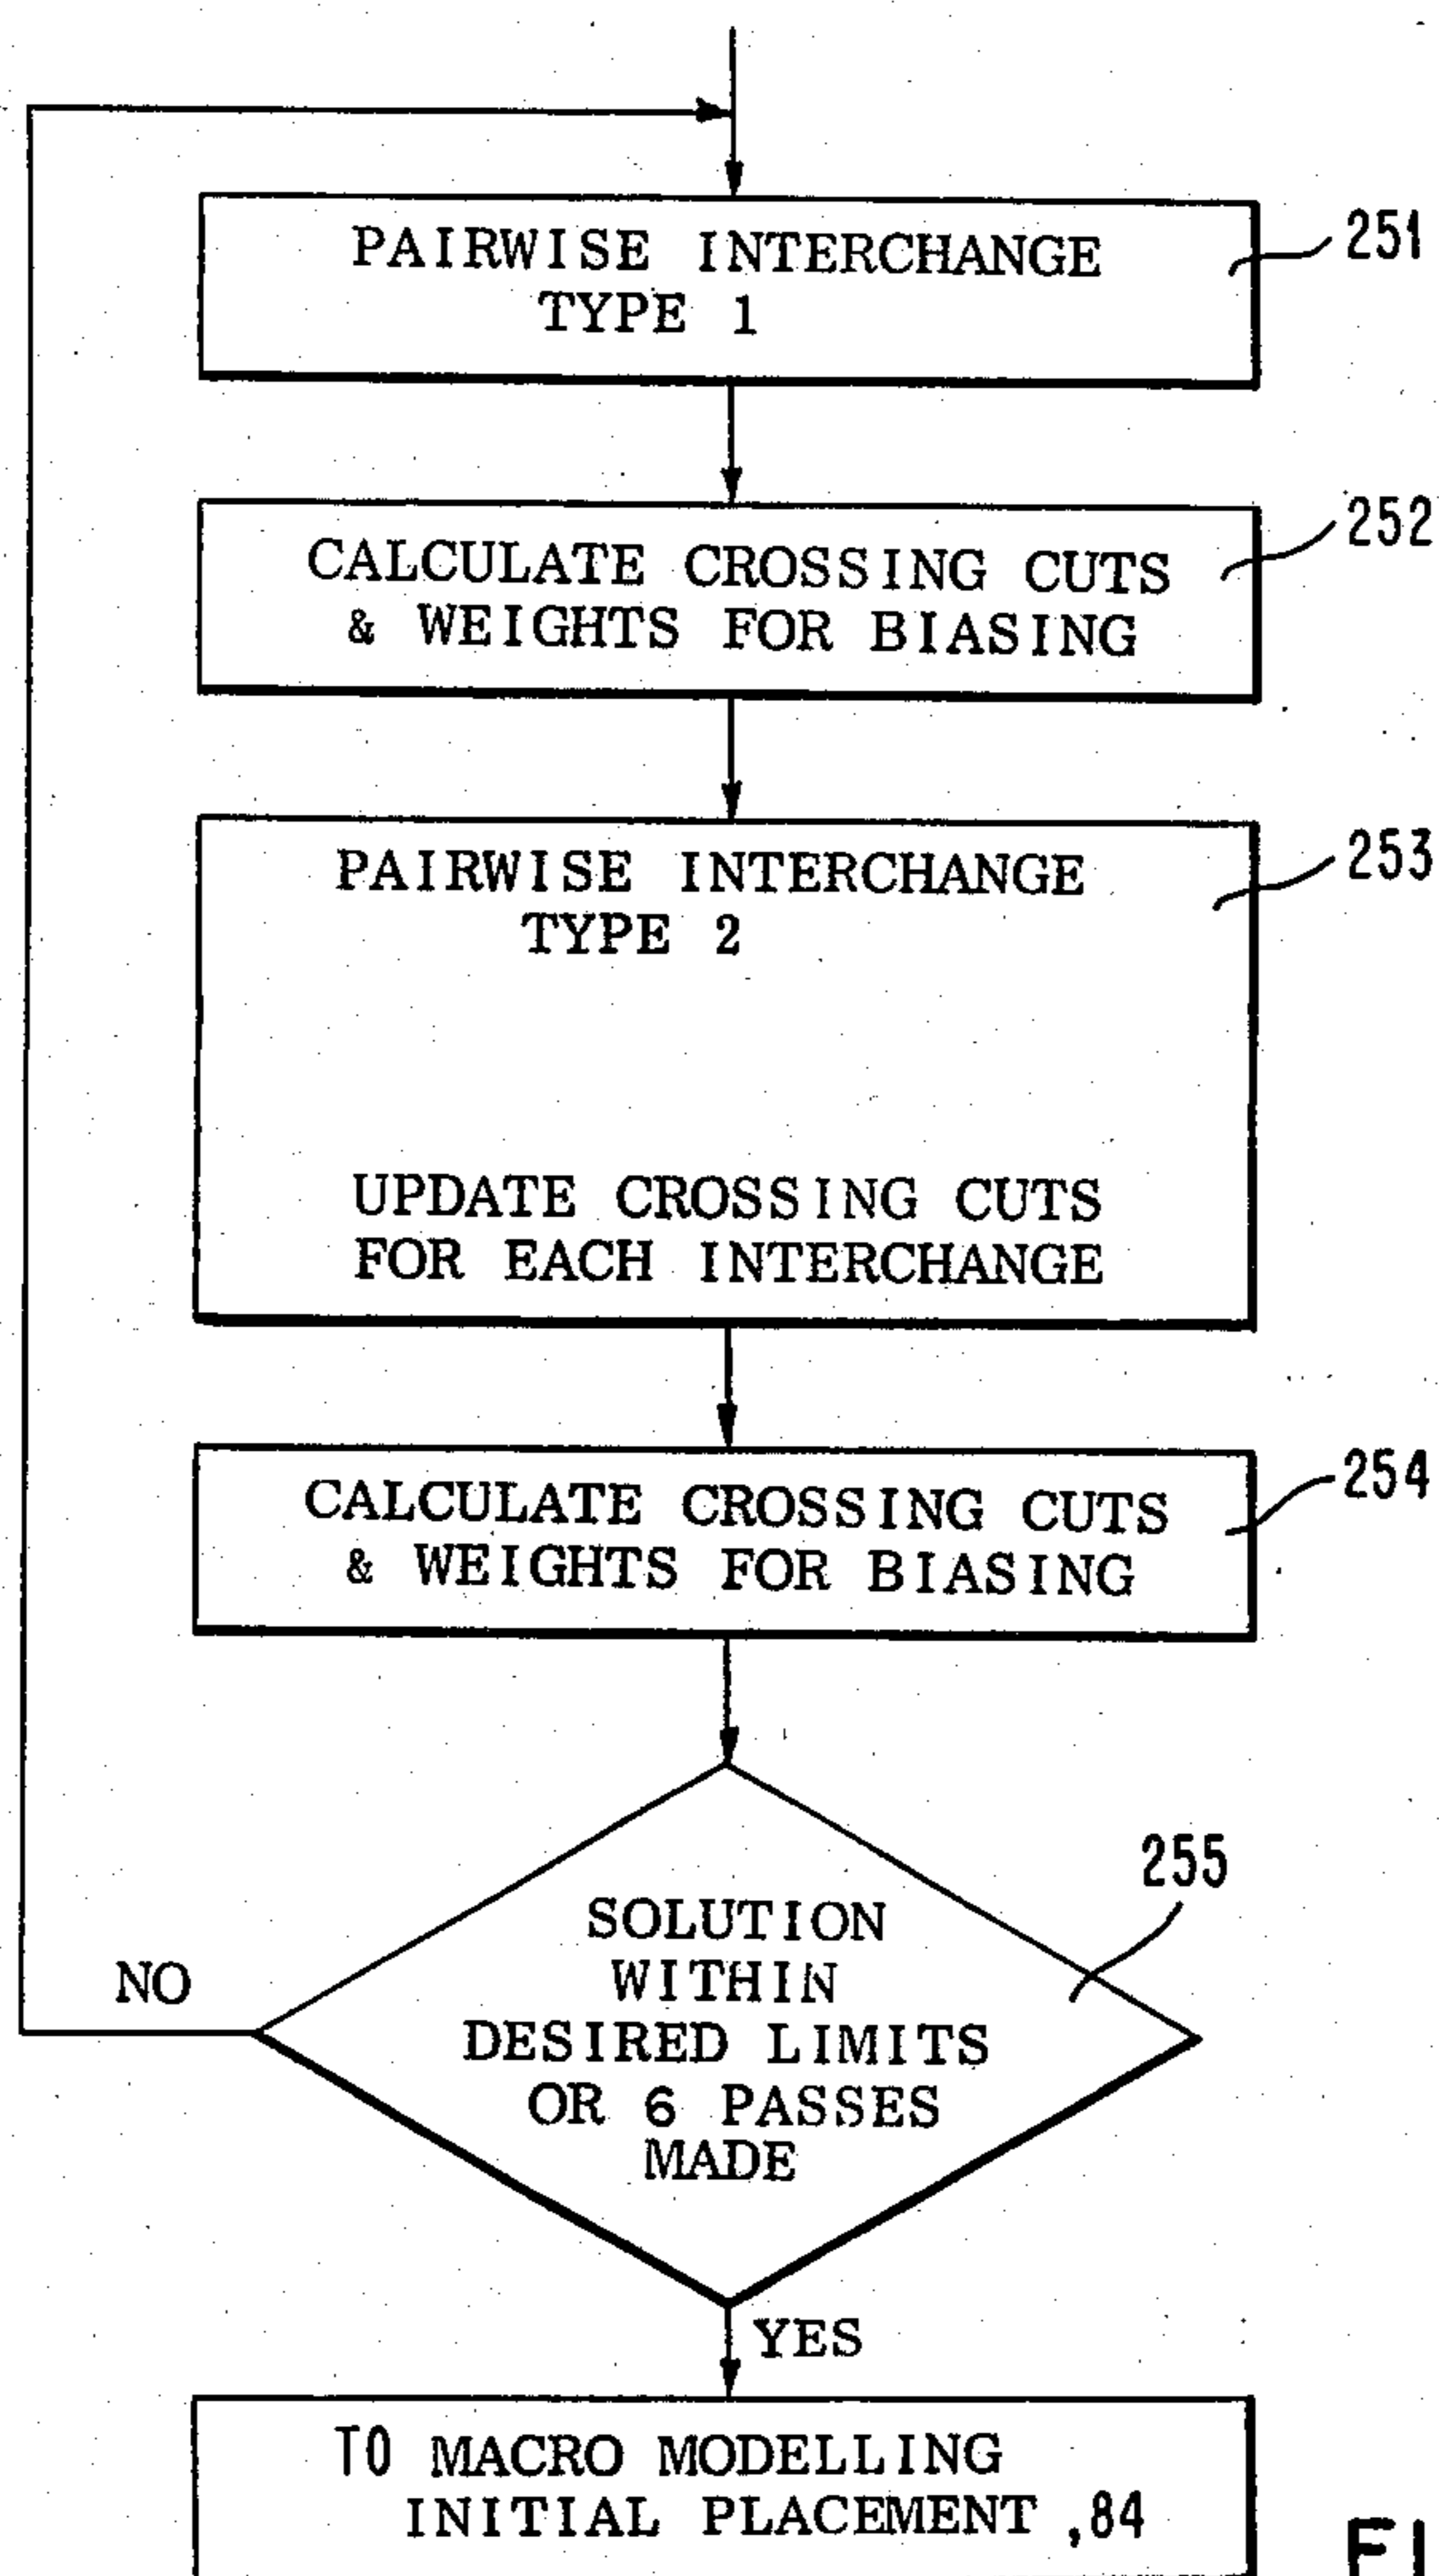 PAIRWISE INTERCHANGE
TYPE 1
251
CALCULATE CROSSING CUTS
& WEIGHTS FOR BIASING
252
PAIRWISE INTERCHANGE
TYPE 2
253
UPDATE CROSSING CUTS
FOR EACH INTERCHANGE
CALCULATE CROSSING CUTS
& WEIGHTS FOR BIASING
254
255
SOLUTION
WITHIN
DESIRED LIMITS
OR 6 PASSES
MADE
NO
YES
TO MACRO MODELLING
INITIAL PLACEMENT ,84